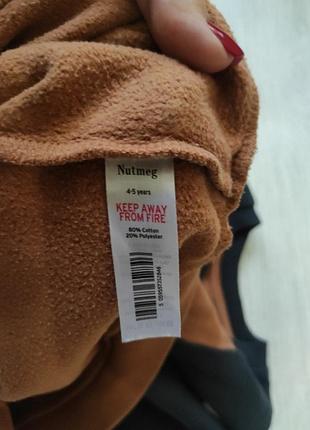 Nutmeg
4-5 years
KEEP AWAY
FROM FIRE
80% Cotton
20% Polyester